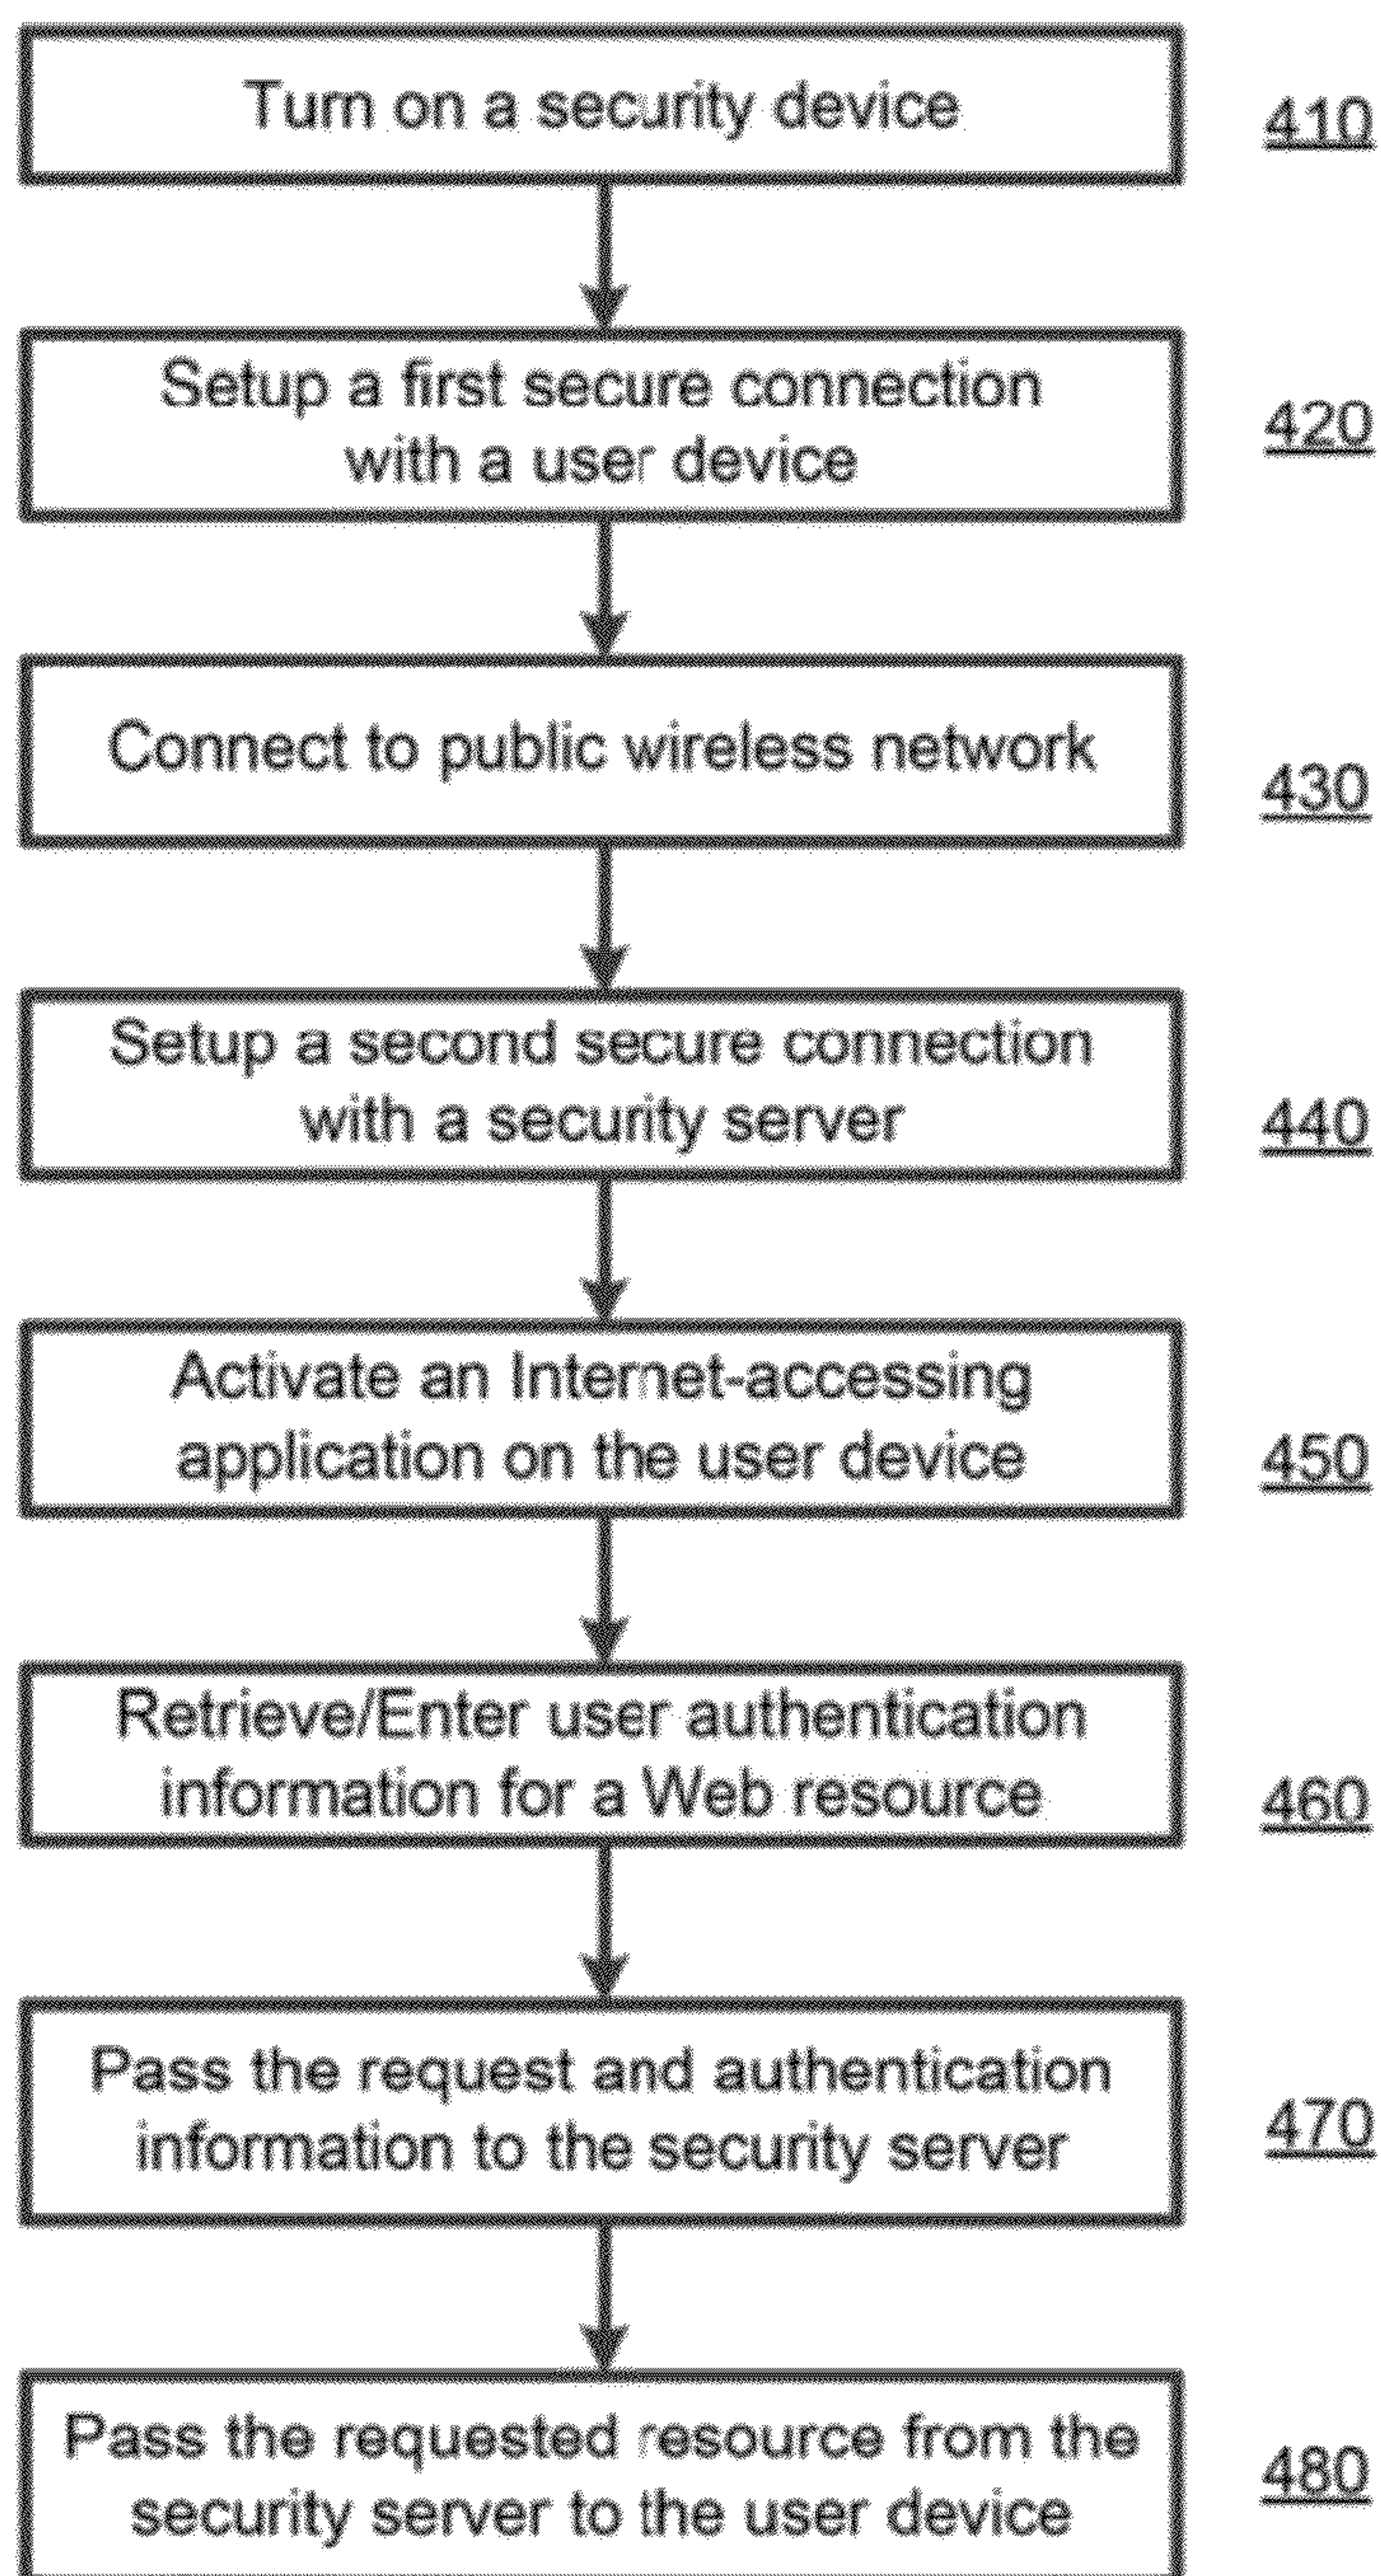 Turn on a security device
410
Setup a first secure connection
with a user device
420
Connect to public wireless network
430
Setup a second secure connection
with a security server
440
Activate an Internet-accessing
application on the user device
450
Retrieve/Enter user authentication
information for a Web resource
460
Pass the request and authentication
information to the security server
470
Pass the requested resource from the
security server to the user device
480